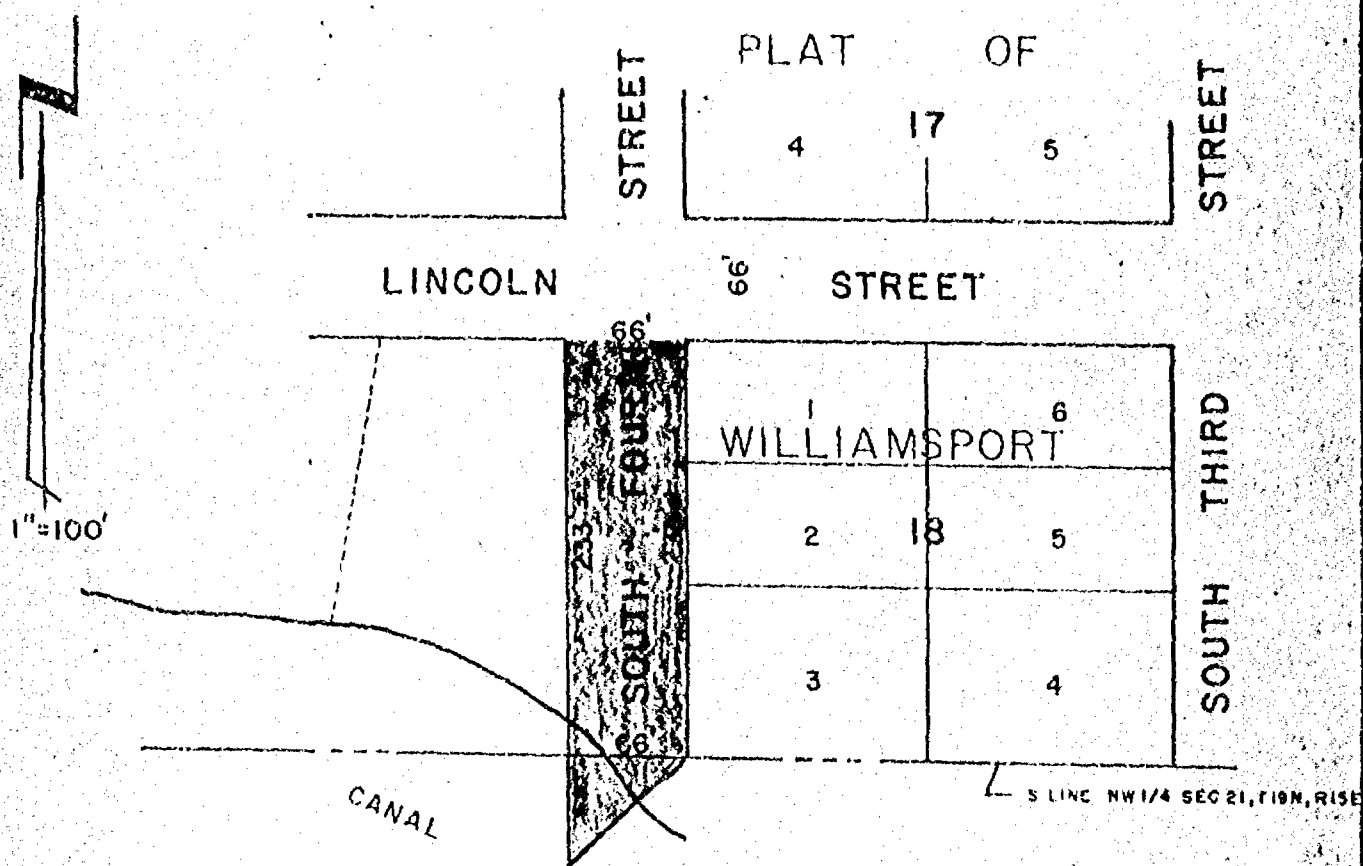 PLAT OF
STREET
STREET
4 17 5
LINCOLN 66' STREET
66'
1 6
WILLIAMSPORT
SOUTH FOURTH
SOUTH THIRD
233
2 18 5
1"=100'
3 4
66
CANAL
S LINE NW 1/4 SEC 21, T19N, R15E